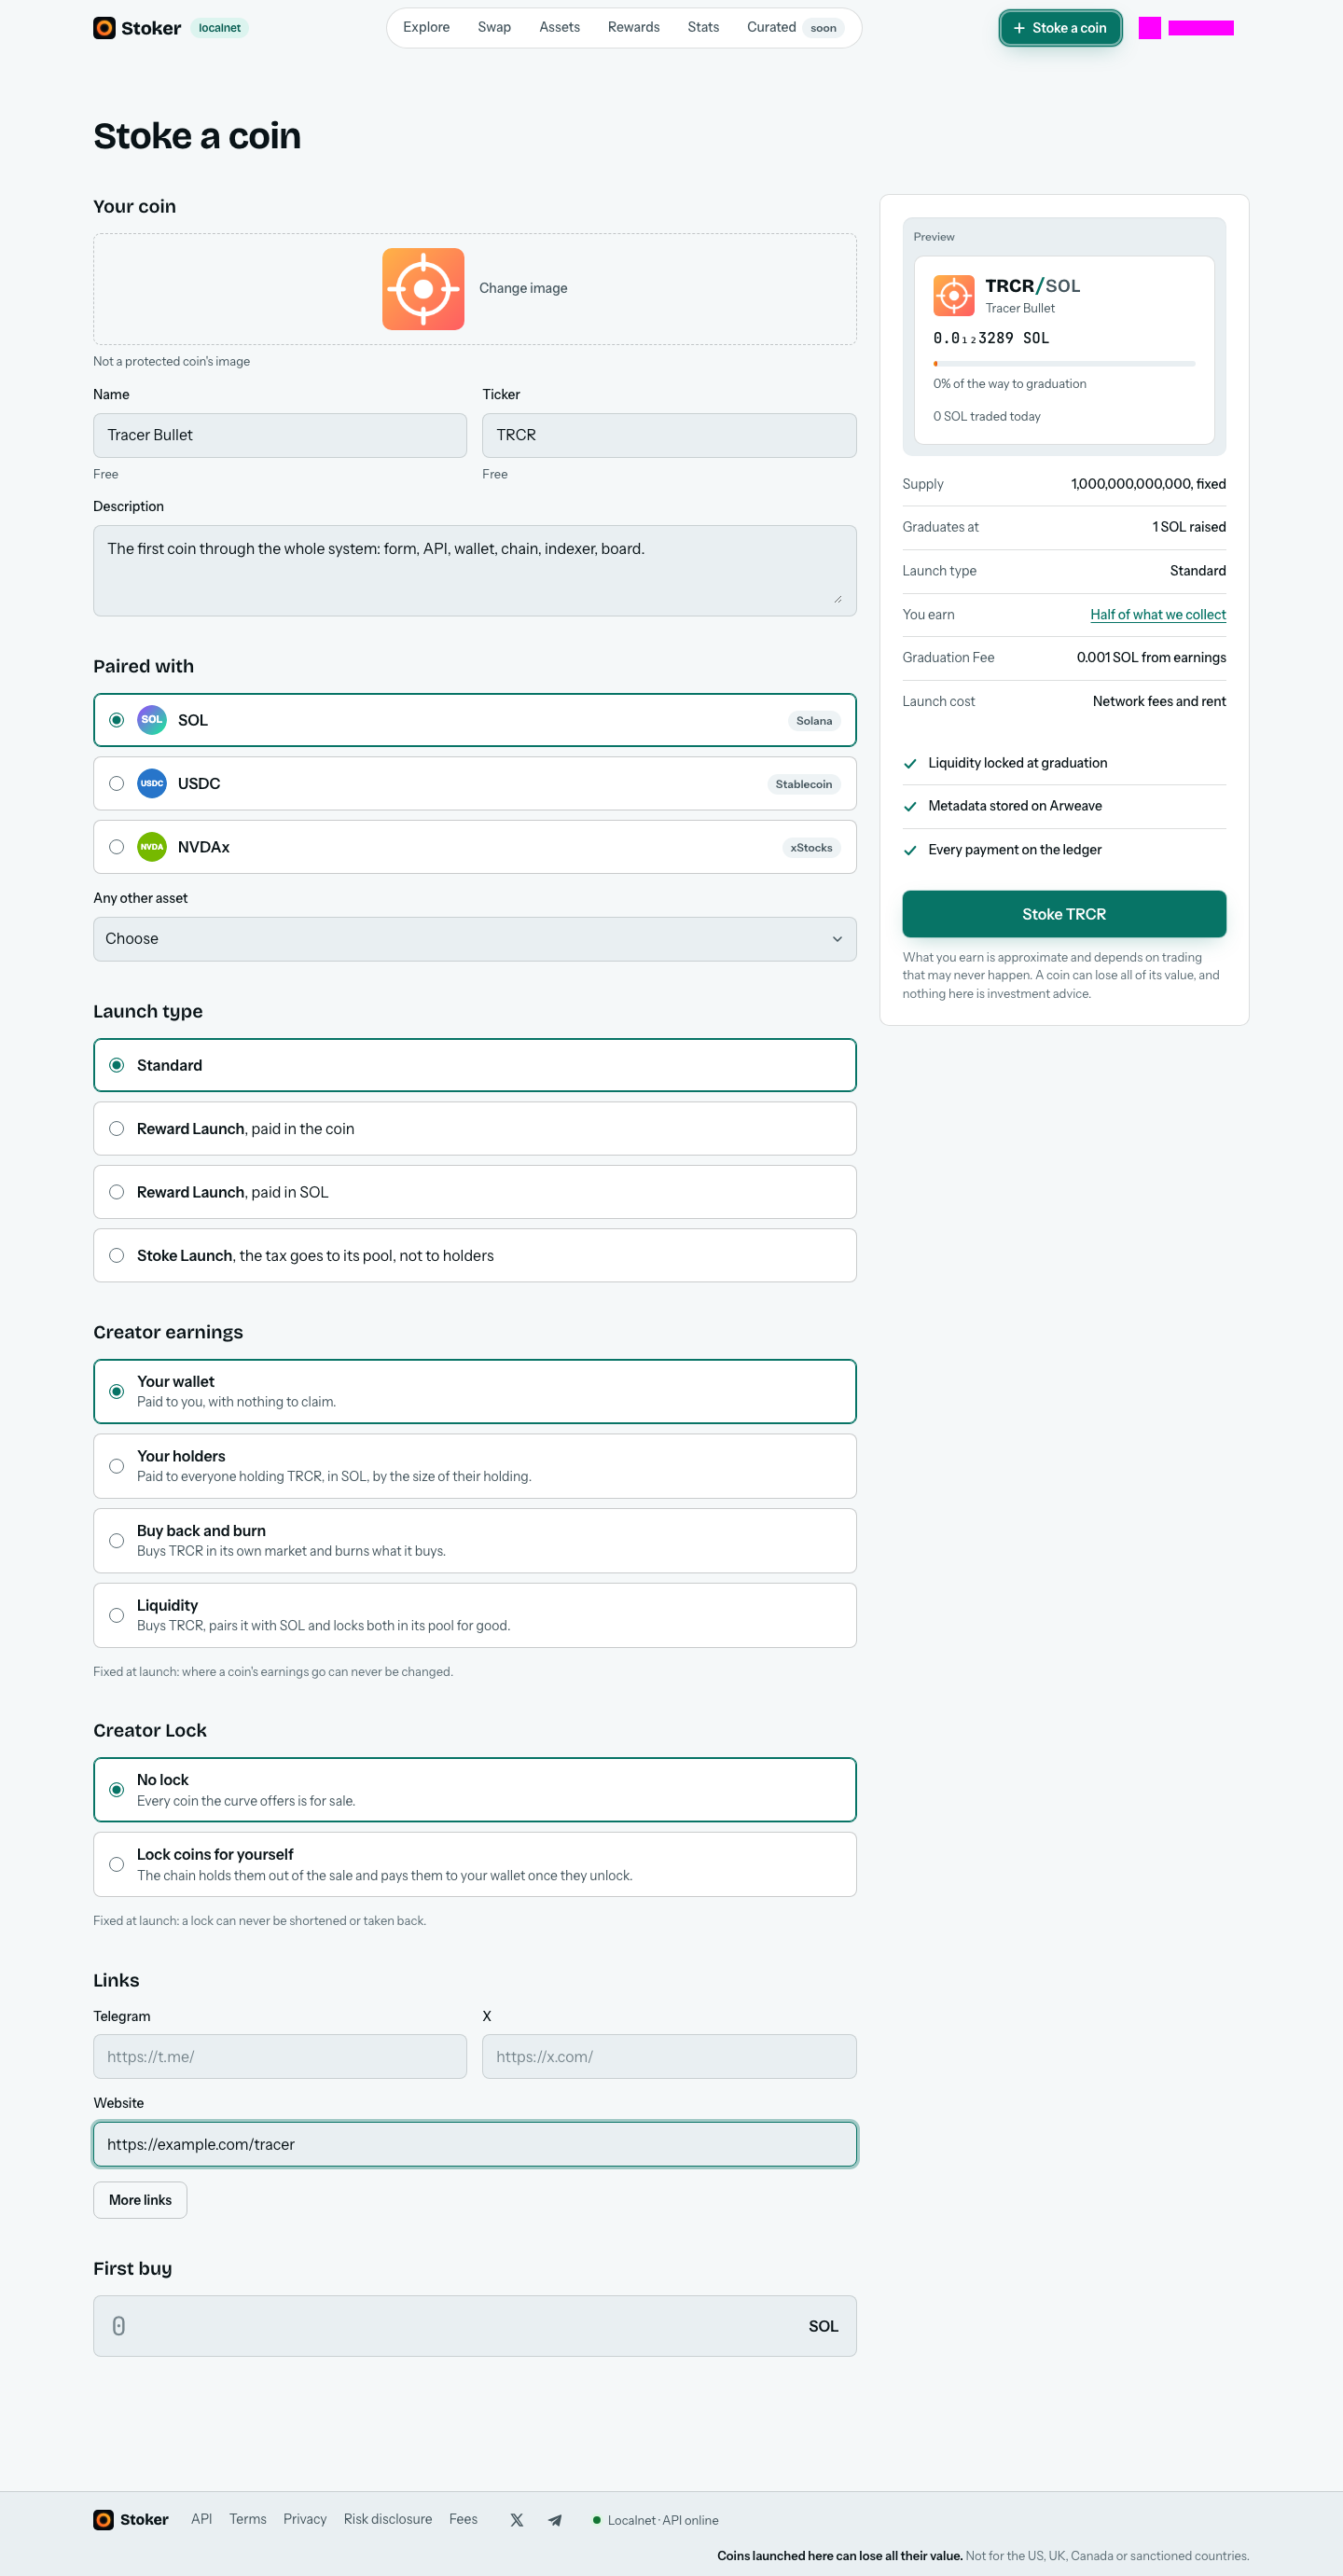 Stoker localnet
Explore Swap Assets Rewards Stats Curated soon
+ Stoke a coin
Stoke a coin
Your coin
Change image
Not a protected coin's image
Name
Ticker
Tracer Bullet
TRCR
Free
Free
Description
The first coin through the whole system: form, API, wallet, chain, indexer, board.
Paired with
SOL SOL Solana
USDC USDC Stablecoin
NVDA NVDAx xStocks
Any other asset
Choose
Launch type
Standard
Reward Launch, paid in the coin
Reward Launch, paid in SOL
Stoke Launch, the tax goes to its pool, not to holders
Creator earnings
Your wallet
Paid to you, with nothing to claim.
Your holders
Paid to everyone holding TRCR, in SOL, by the size of their holding.
Buy back and burn
Buys TRCR in its own market and burns what it buys.
Liquidity
Buys TRCR, pairs it with SOL and locks both in its pool for good.
Fixed at launch: where a coin's earnings go can never be changed.
Creator Lock
No lock
Every coin the curve offers is for sale.
Lock coins for yourself
The chain holds them out of the sale and pays them to your wallet once they unlock.
Fixed at launch: a lock can never be shortened or taken back.
Links
Telegram
X
https://t.me/
https://x.com/
Website
https://example.com/tracer
More links
First buy
0 SOL
Preview
TRCR/SOL
Tracer Bullet
0.0₁₂3289 SOL
0% of the way to graduation
0 SOL traded today
Supply 1,000,000,000,000, fixed
Graduates at 1 SOL raised
Launch type Standard
You earn Half of what we collect
Graduation Fee 0.001 SOL from earnings
Launch cost Network fees and rent
Liquidity locked at graduation
Metadata stored on Arweave
Every payment on the ledger
Stoke TRCR
What you earn is approximate and depends on trading
that may never happen. A coin can lose all of its value, and
nothing here is investment advice.
Stoker API Terms Privacy Risk disclosure Fees Localnet · API online
Coins launched here can lose all their value. Not for the US, UK, Canada or sanctioned countries.